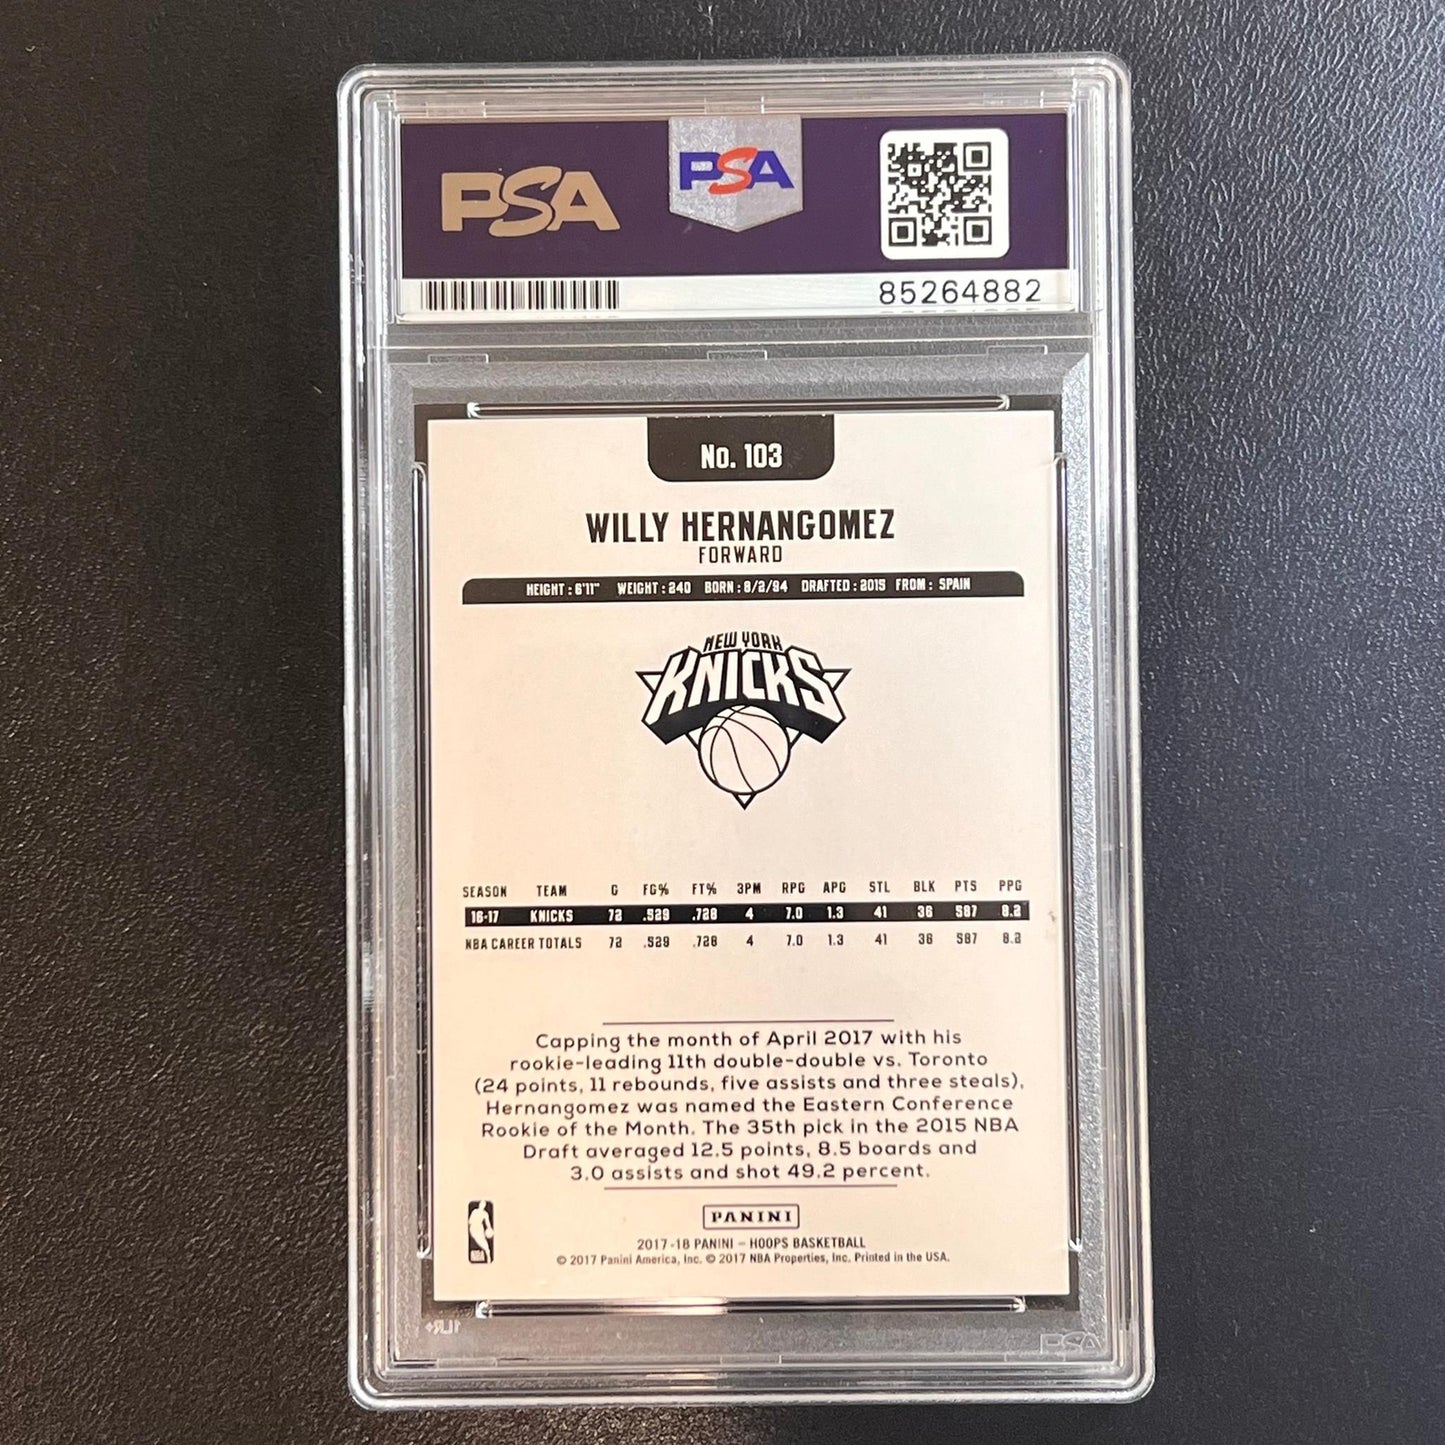 PSA PSA
85264882
No. 103
WILLY HERNANGOMEZ
FORWARD
HEIGHT : 6'11" WEIGHT : 240 BORN : 8/2/94 DRAFTED : 2015 FROM : SPAIN
NEW YORK
KNICKS
SEASON TEAM G FG% FT% 3PM RPG APG STL BLK PTS PPG
16-17 KNICKS 72 .529 .728 4 7.0 1.3 41 36 587 8.2
NBA CAREER TOTALS 72 .529 .728 4 7.0 1.3 41 36 587 8.2
Capping the month of April 2017 with his
rookie-leading 11th double-double vs. Toronto
(24 points, 11 rebounds, five assists and three steals),
Hernangomez was named the Eastern Conference
Rookie of the Month. The 35th pick in the 2015 NBA
Draft averaged 12.5 points, 8.5 boards and
3.0 assists and shot 49.2 percent.
PANINI
NBA
2017-18 PANINI – HOOPS BASKETBALL
© 2017 Panini America, Inc. © 2017 NBA Properties, Inc. Printed in the USA.
PSA